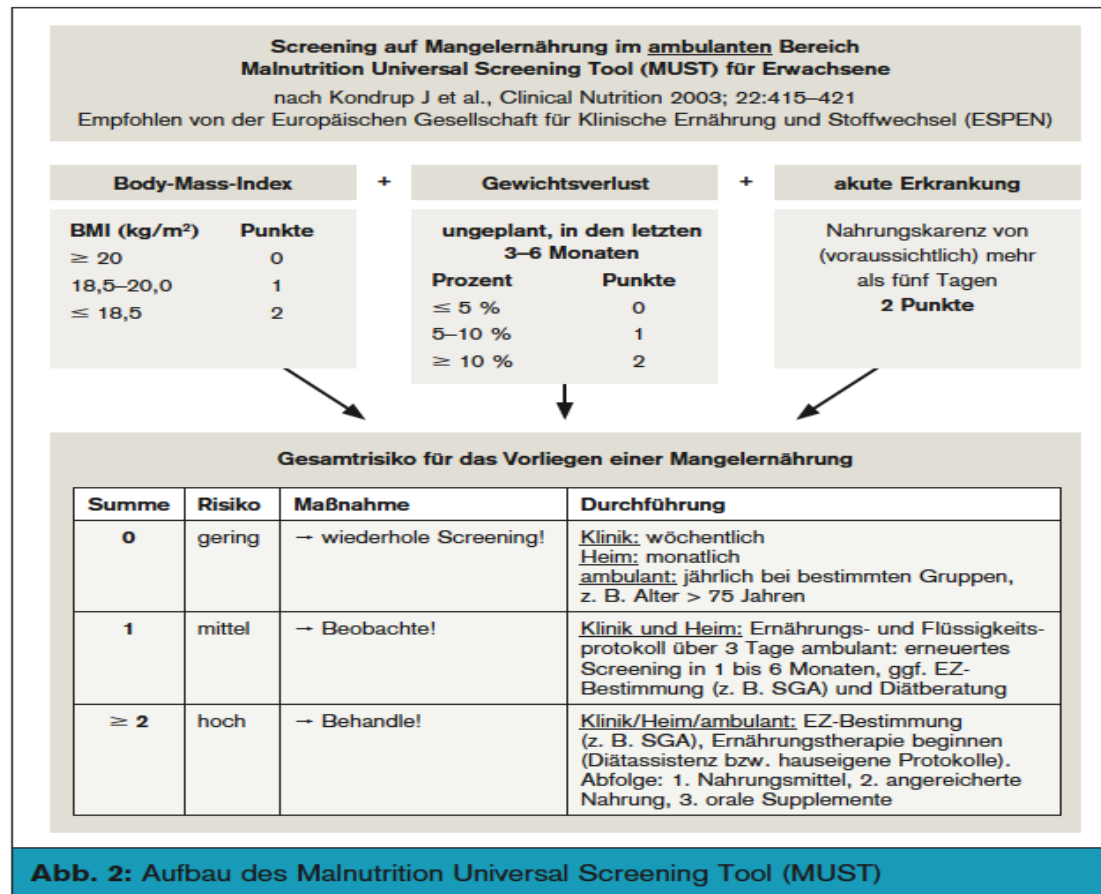 Screening auf Mangelernährung im ambulanten Bereich
Malnutrition Universal Screening Tool (MUST) für Erwachsene
nach Kondrup J et al., Clinical Nutrition 2003; 22:415–421
Empfohlen von der Europäischen Gesellschaft für Klinische Ernährung und Stoffwechsel (ESPEN)
Body-Mass-Index + Gewichtsverlust + akute Erkrankung
BMI (kg/m²) Punkte
≥ 20 0
18,5–20,0 1
≤ 18,5 2
ungeplant, in den letzten
3–6 Monaten
Prozent Punkte
≤ 5 % 0
5–10 % 1
≥ 10 % 2
Nahrungskarenz von
(voraussichtlich) mehr
als fünf Tagen
2 Punkte
Gesamtrisiko für das Vorliegen einer Mangelernährung
Summe Risiko Maßnahme Durchführung
0 gering → wiederhole Screening! Klinik: wöchentlich
Heim: monatlich
ambulant: jährlich bei bestimmten Gruppen,
z. B. Alter > 75 Jahren
1 mittel → Beobachte! Klinik und Heim: Ernährungs- und Flüssigkeits-
protokoll über 3 Tage ambulant: erneuertes
Screening in 1 bis 6 Monaten, ggf. EZ-
Bestimmung (z. B. SGA) und Diätberatung
≥ 2 hoch → Behandle! Klinik/Heim/ambulant: EZ-Bestimmung
(z. B. SGA), Ernährungstherapie beginnen
(Diätassistenz bzw. hauseigene Protokolle).
Abfolge: 1. Nahrungsmittel, 2. angereicherte
Nahrung, 3. orale Supplemente
Abb. 2: Aufbau des Malnutrition Universal Screening Tool (MUST)